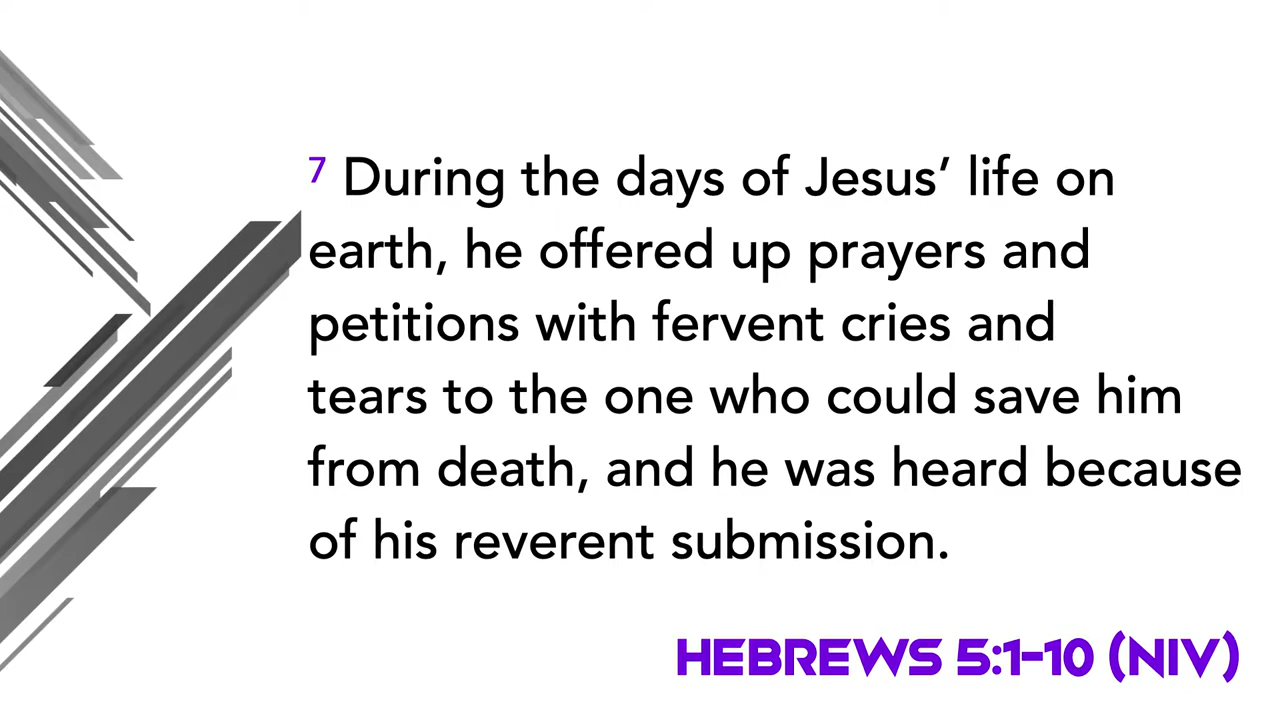 7 During the days of Jesus’ life on
earth, he offered up prayers and
petitions with fervent cries and
tears to the one who could save him
from death, and he was heard because
of his reverent submission.
HEBREWS 5:1-10 (NIV)